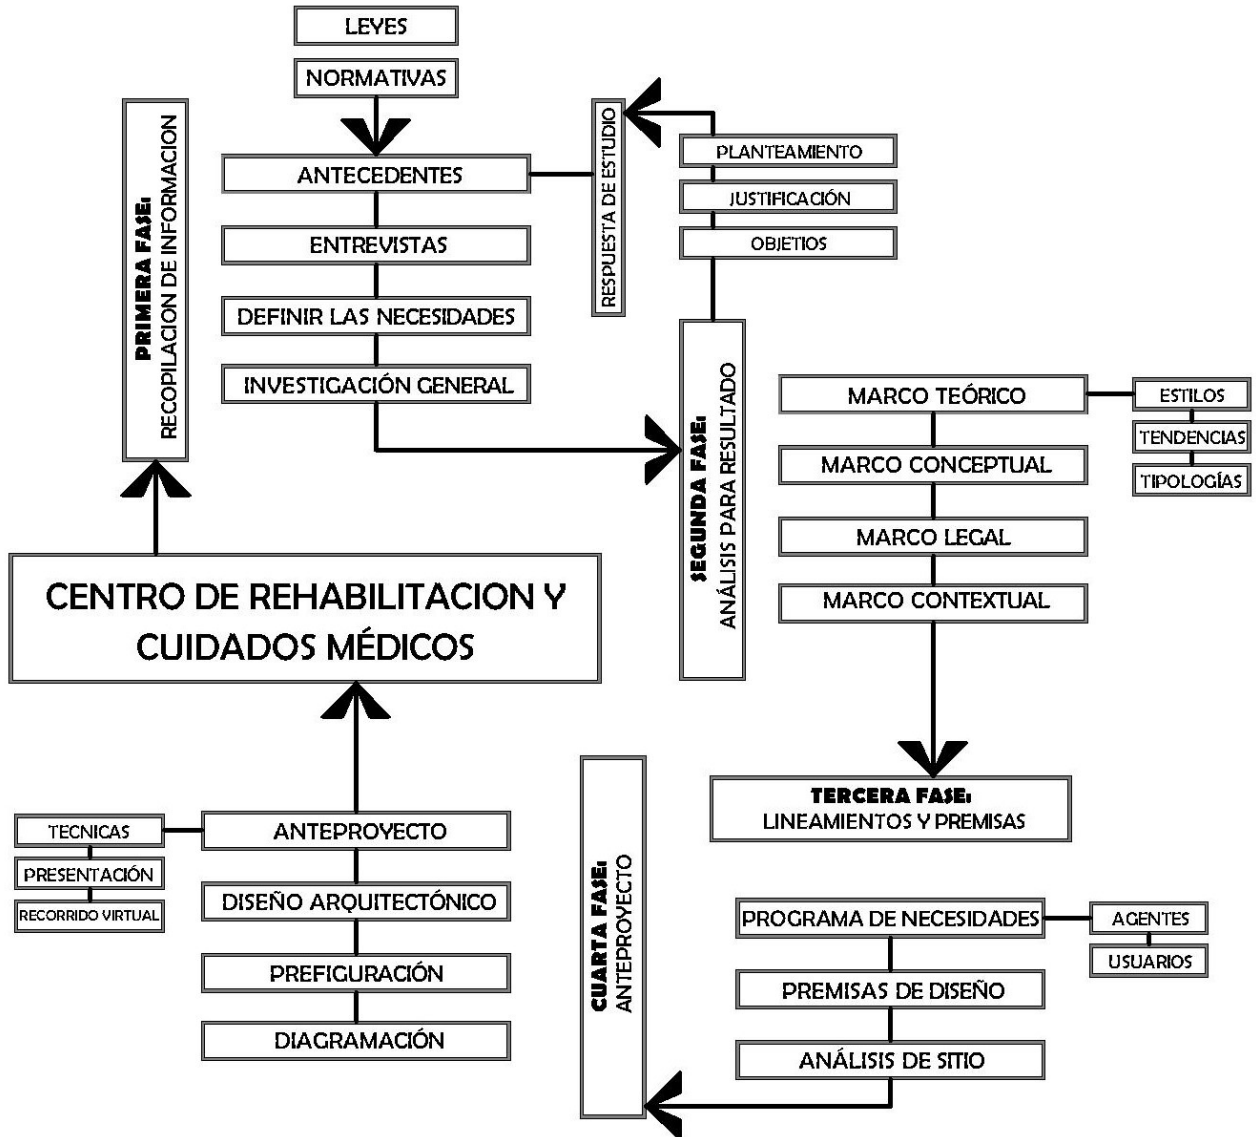 LEYES
NORMATIVAS
PRIMERA FASE:
RECOPILACION DE INFORMACION
ANTECEDENTES
ENTREVISTAS
DEFINIR LAS NECESIDADES
INVESTIGACIÓN GENERAL
RESPUESTA DE ESTUDIO
PLANTEAMIENTO
JUSTIFICACIÓN
OBJETIOS
SEGUNDA FASE:
ANÁLISIS PARA RESULTADO
MARCO TEÓRICO
MARCO CONCEPTUAL
MARCO LEGAL
MARCO CONTEXTUAL
ESTILOS
TENDENCIAS
TIPOLOGÍAS
CENTRO DE REHABILITACION Y
CUIDADOS MÉDICOS
TERCERA FASE:
LINEAMIENTOS Y PREMISAS
PROGRAMA DE NECESIDADES
PREMISAS DE DISEÑO
ANÁLISIS DE SITIO
AGENTES
USUARIOS
CUARTA FASE:
ANTEPROYECTO
ANTEPROYECTO
DISEÑO ARQUITECTÓNICO
PREFIGURACIÓN
DIAGRAMACIÓN
TECNICAS
PRESENTACIÓN
RECORRIDO VIRTUAL